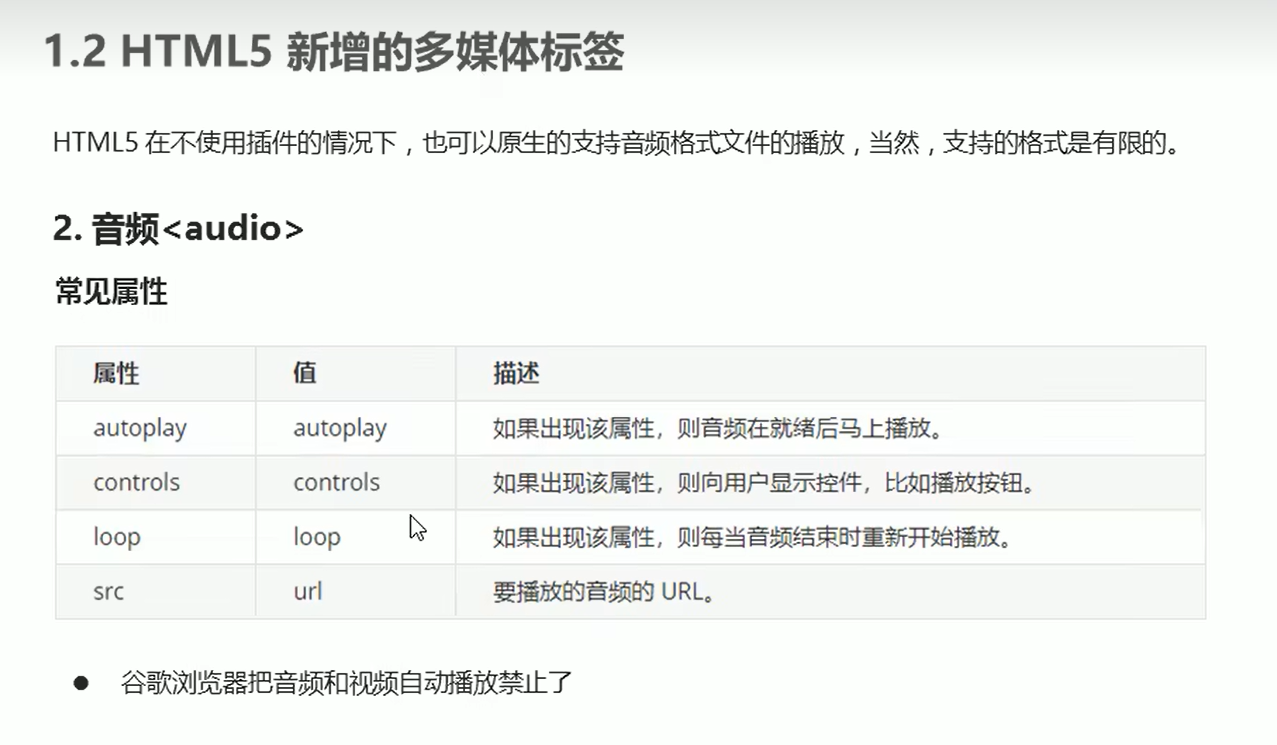 1.2 HTML5 新增的多媒体标签
HTML5 在不使用插件的情况下，也可以原生的支持音频格式文件的播放，当然，支持的格式是有限的。
2. 音频<audio>
常见属性
属性 值 描述
autoplay autoplay 如果出现该属性，则音频在就绪后马上播放。
controls controls 如果出现该属性，则向用户显示控件，比如播放按钮。
loop loop 如果出现该属性，则每当音频结束时重新开始播放。
src url 要播放的音频的 URL。
● 谷歌浏览器把音频和视频自动播放禁止了